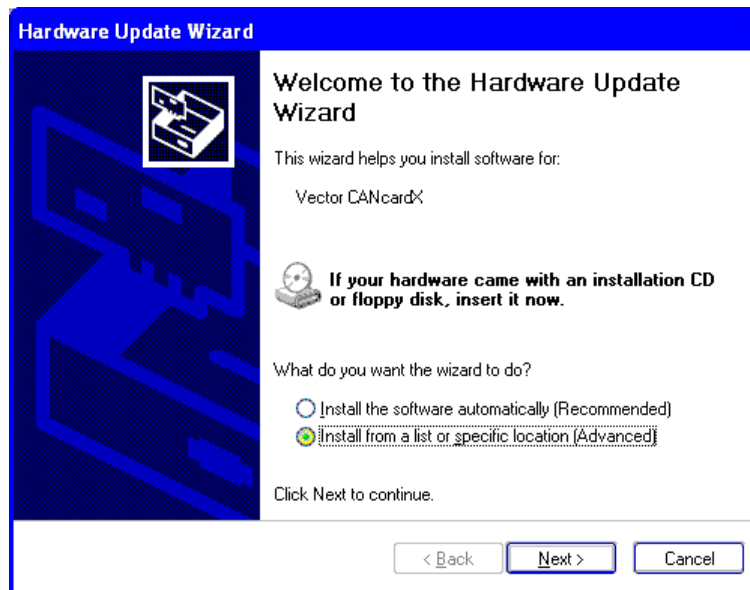 Hardware Update Wizard
Welcome to the Hardware Update
Wizard
This wizard helps you install software for:
Vector CANcardX
If your hardware came with an installation CD
or floppy disk, insert it now.
What do you want the wizard to do?
Install the software automatically (Recommended)
Install from a list or specific location (Advanced)
Click Next to continue.
< Back Next > Cancel